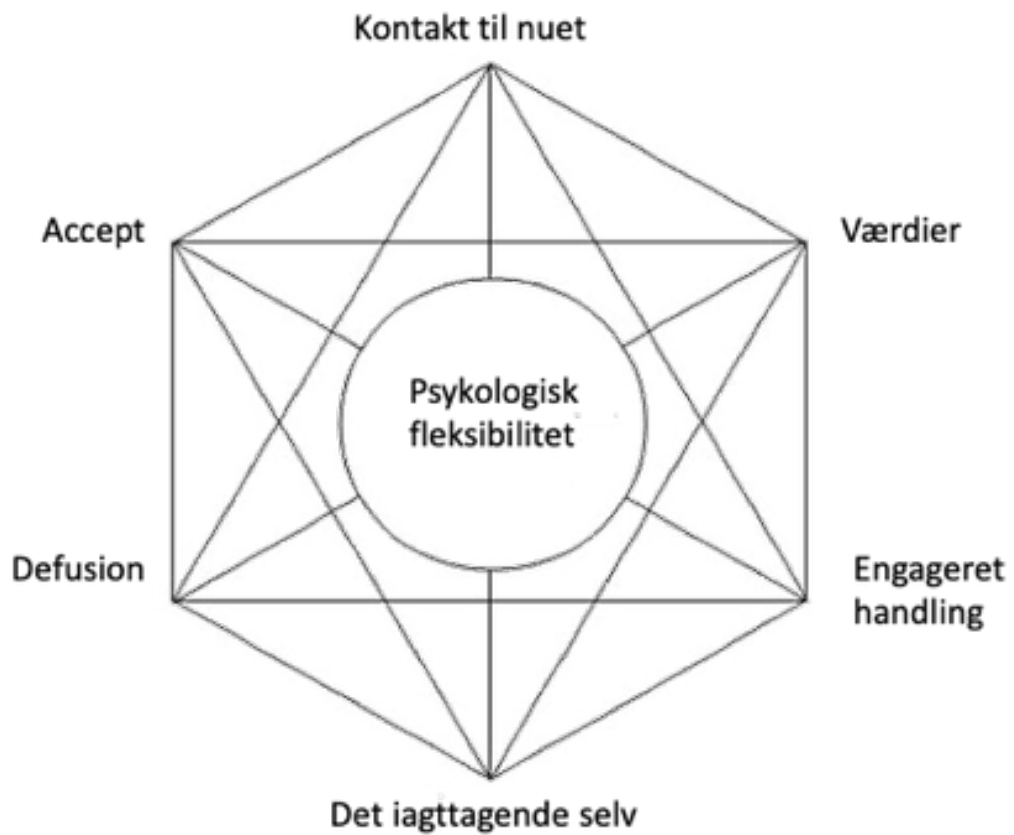 Kontakt til nuet
Accept
Værdier
Psykologisk
fleksibilitet
Defusion
Engageret
handling
Det iagttagende selv